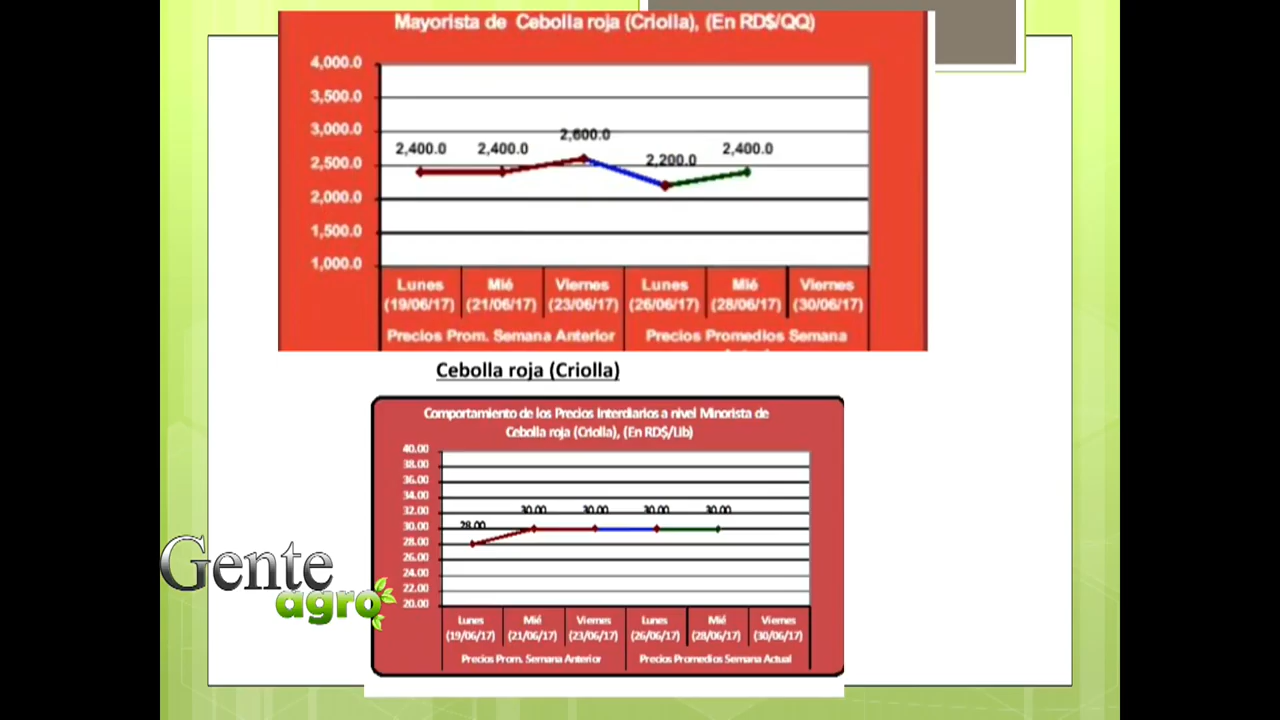 Mayorista de Cebolla roja (Criolla), (En RD$/QQ)
4,000.0
3,500.0
3,000.0
2,500.0
2,000.0
1,500.0
1,000.0
2,400.0 2,400.0 2,600.0 2,200.0 2,400.0
Lunes Mié Viernes Lunes Mié Viernes
(19/06/17) (21/06/17) (23/06/17) (26/06/17) (28/06/17) (30/06/17)
Precios Prom. Semana Anterior Precios Promedios Semana
Cebolla roja (Criolla)
Comportamiento de los Precios Interdiarios a nivel Minorista de
Cebolla roja (Criolla), (En RD$/Lib)
40.00
38.00
36.00
34.00
32.00
30.00
28.00
26.00
24.00
22.00
20.00
28.00 30.00 30.00 30.00 30.00
Lunes Mié Viernes Lunes Mié Viernes
(19/06/17) (21/06/17) (23/06/17) (26/06/17) (28/06/17) (30/06/17)
Precios Prom. Semana Anterior Precios Promedios Semana Actual
Gente
agro